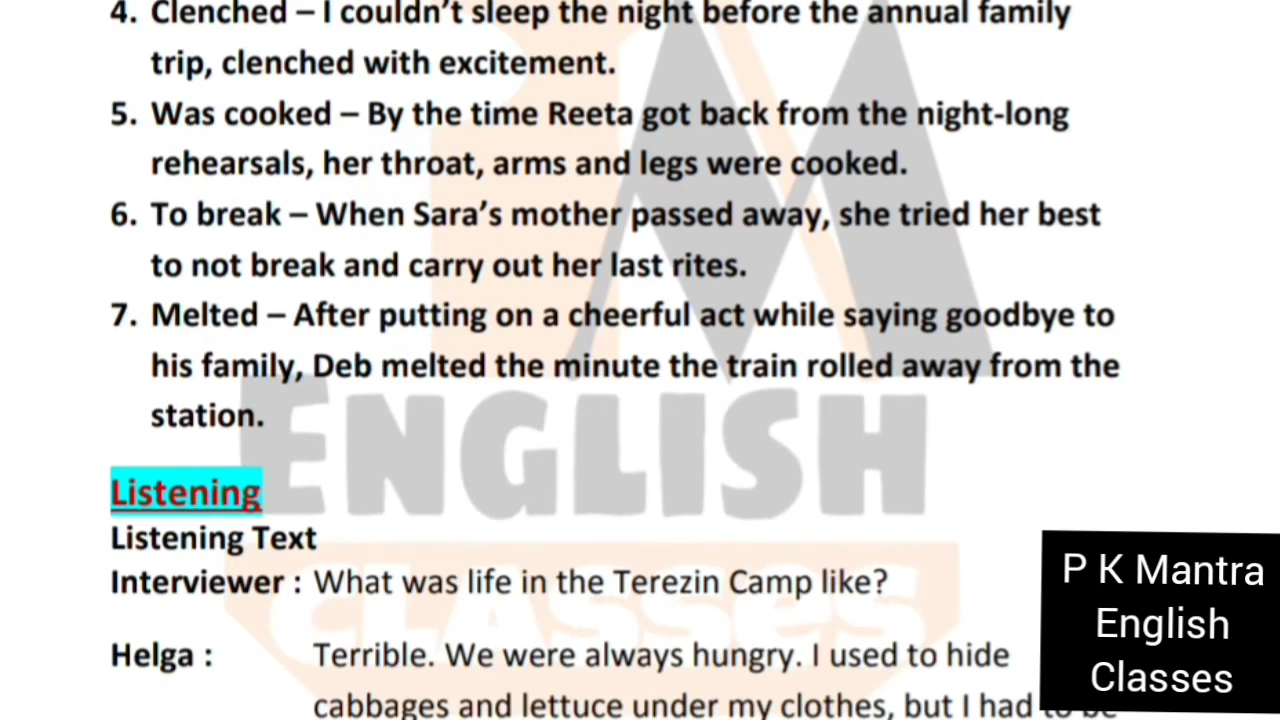 4. Clenched – I couldn't sleep the night before the annual family
trip, clenched with excitement.
5. Was cooked – By the time Reeta got back from the night-long
rehearsals, her throat, arms and legs were cooked.
6. To break – When Sara's mother passed away, she tried her best
to not break and carry out her last rites.
7. Melted – After putting on a cheerful act while saying goodbye to
his family, Deb melted the minute the train rolled away from the
station.
ENGLISH
CLASSES
Listening
Listening Text
Interviewer : What was life in the Terezin Camp like?
Helga : Terrible. We were always hungry. I used to hide
cabbages and lettuce under my clothes, but I had
P K Mantra
English
Classes